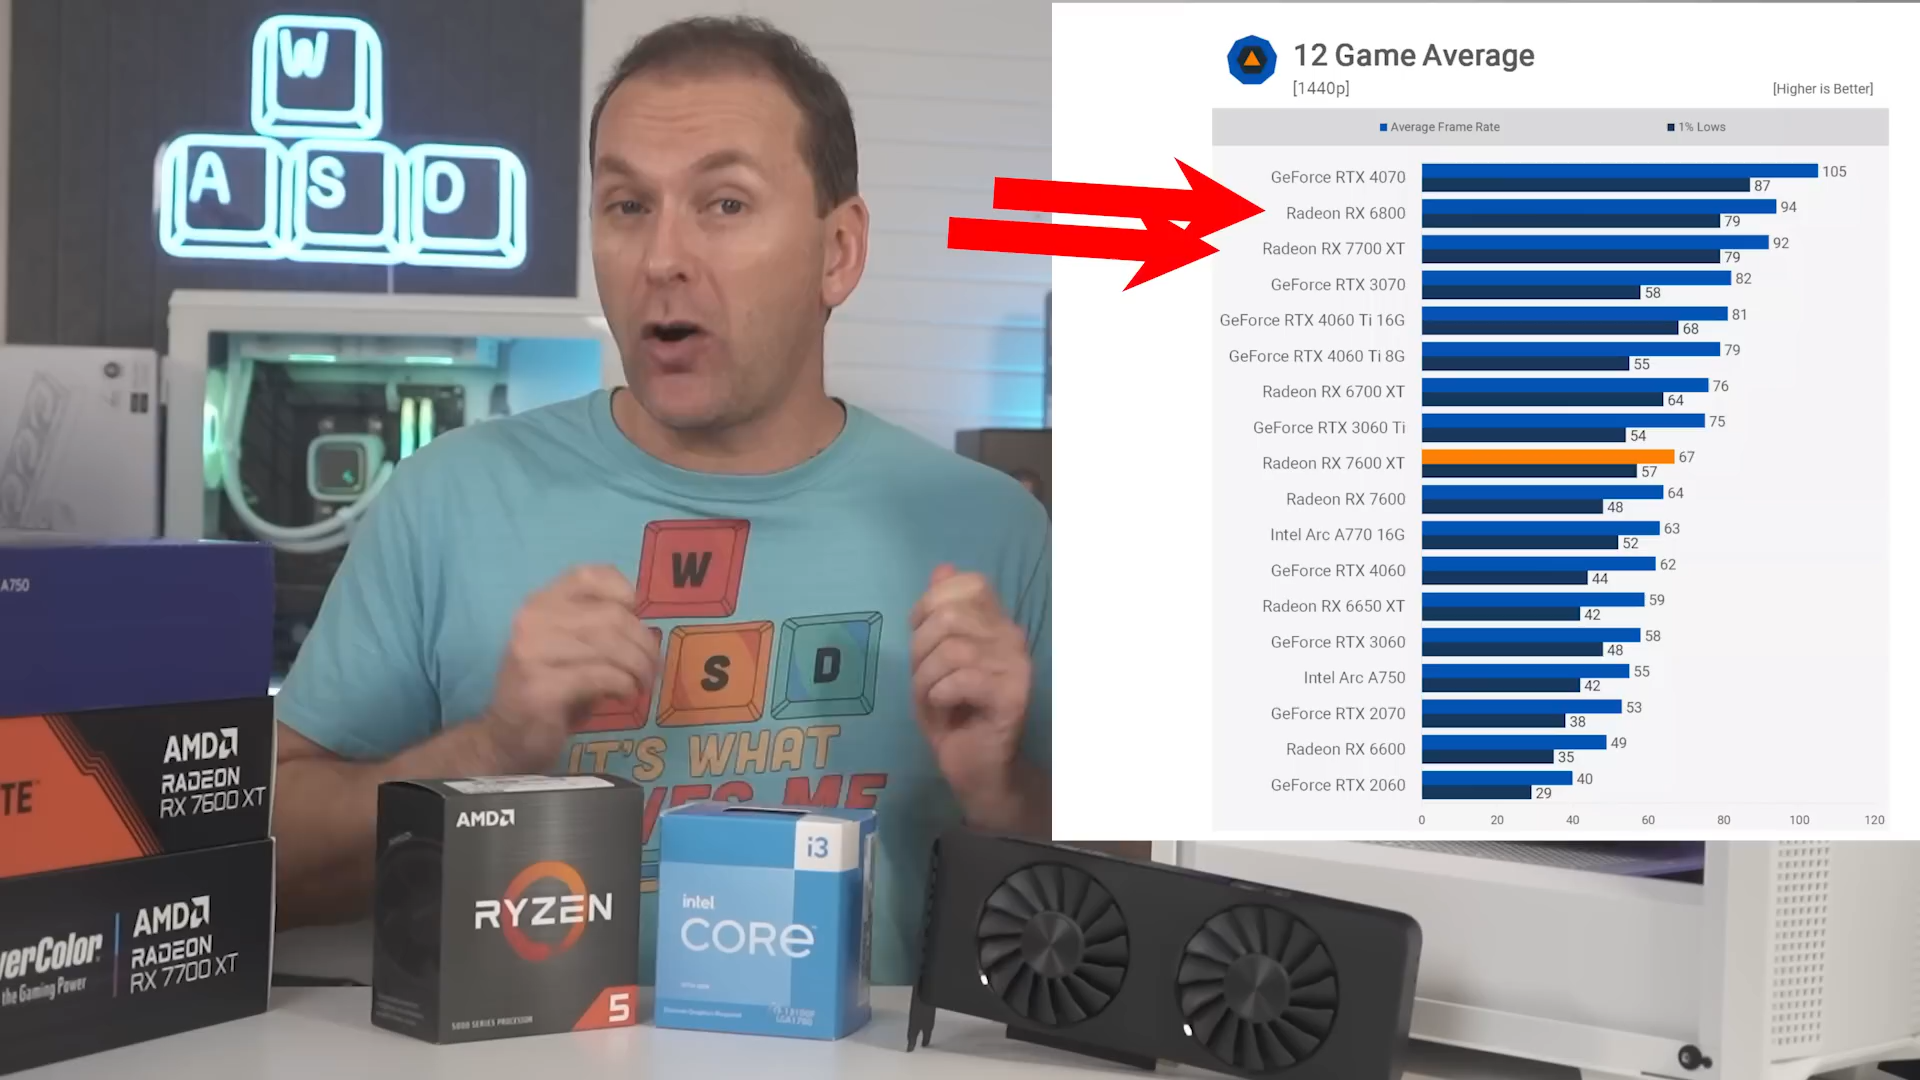 W
A S D
A750
TE
AMD
RADEON
RX 7600 XT
verColor
the Gaming Power
AMD
RADEON
RX 7700 XT
W
S D
IT'S WHAT
ES ME
AMD
RYZEN
5
5000 SERIES PROCESSOR
i3
intel
CORE
12 Game Average
[1440p]
[Higher is Better]
Average Frame Rate 1% Lows
GeForce RTX 4070 105 87
Radeon RX 6800 94 79
Radeon RX 7700 XT 92 79
GeForce RTX 3070 82 58
GeForce RTX 4060 Ti 16G 81 68
GeForce RTX 4060 Ti 8G 79 55
Radeon RX 6700 XT 76 64
GeForce RTX 3060 Ti 75 54
Radeon RX 7600 XT 67 57
Radeon RX 7600 64 48
Intel Arc A770 16G 63 52
GeForce RTX 4060 62 44
Radeon RX 6650 XT 59 42
GeForce RTX 3060 58 48
Intel Arc A750 55 42
GeForce RTX 2070 53 38
Radeon RX 6600 49 35
GeForce RTX 2060 40 29
0 20 40 60 80 100 120